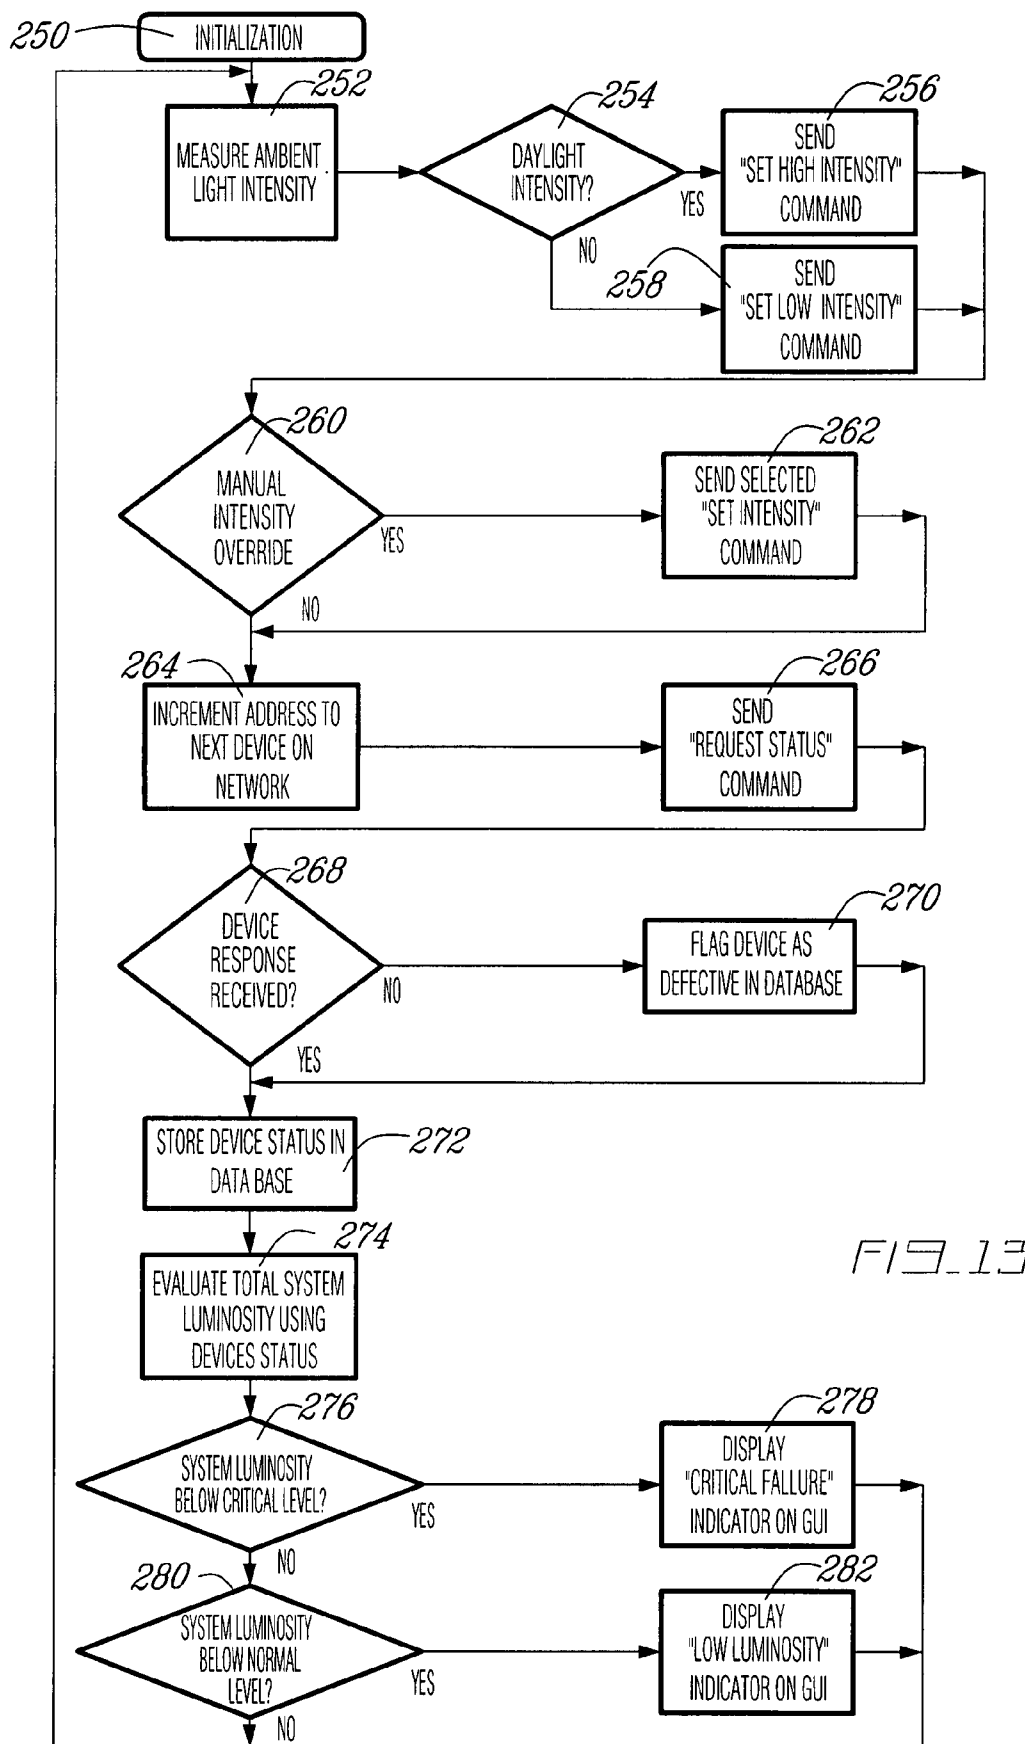 250
INITIALIZATION
252
MEASURE AMBIENT
LIGHT INTENSITY
254
DAYLIGHT
INTENSITY?
YES
NO
256
SEND
"SET HIGH INTENSITY"
COMMAND
258
SEND
"SET LOW INTENSITY"
COMMAND
260
MANUAL
INTENSITY
OVERRIDE
YES
NO
262
SEND SELECTED
"SET INTENSITY"
COMMAND
264
INCREMENT ADDRESS TO
NEXT DEVICE ON
NETWORK
266
SEND
"REQUEST STATUS"
COMMAND
268
DEVICE
RESPONSE
RECEIVED?
NO
YES
270
FLAG DEVICE AS
DEFECTIVE IN DATABASE
STORE DEVICE STATUS IN
DATA BASE
272
274
EVALUATE TOTAL SYSTEM
LUMINOSITY USING
DEVICES STATUS
FIG_13
276
SYSTEM LUMINOSITY
BELOW CRITICAL LEVEL?
YES
NO
278
DISPLAY
"CRITICAL FAILURE"
INDICATOR ON GUI
280
SYSTEM LUMINOSITY
BELOW NORMAL
LEVEL?
YES
NO
282
DISPLAY
"LOW LUMINOSITY"
INDICATOR ON GUI